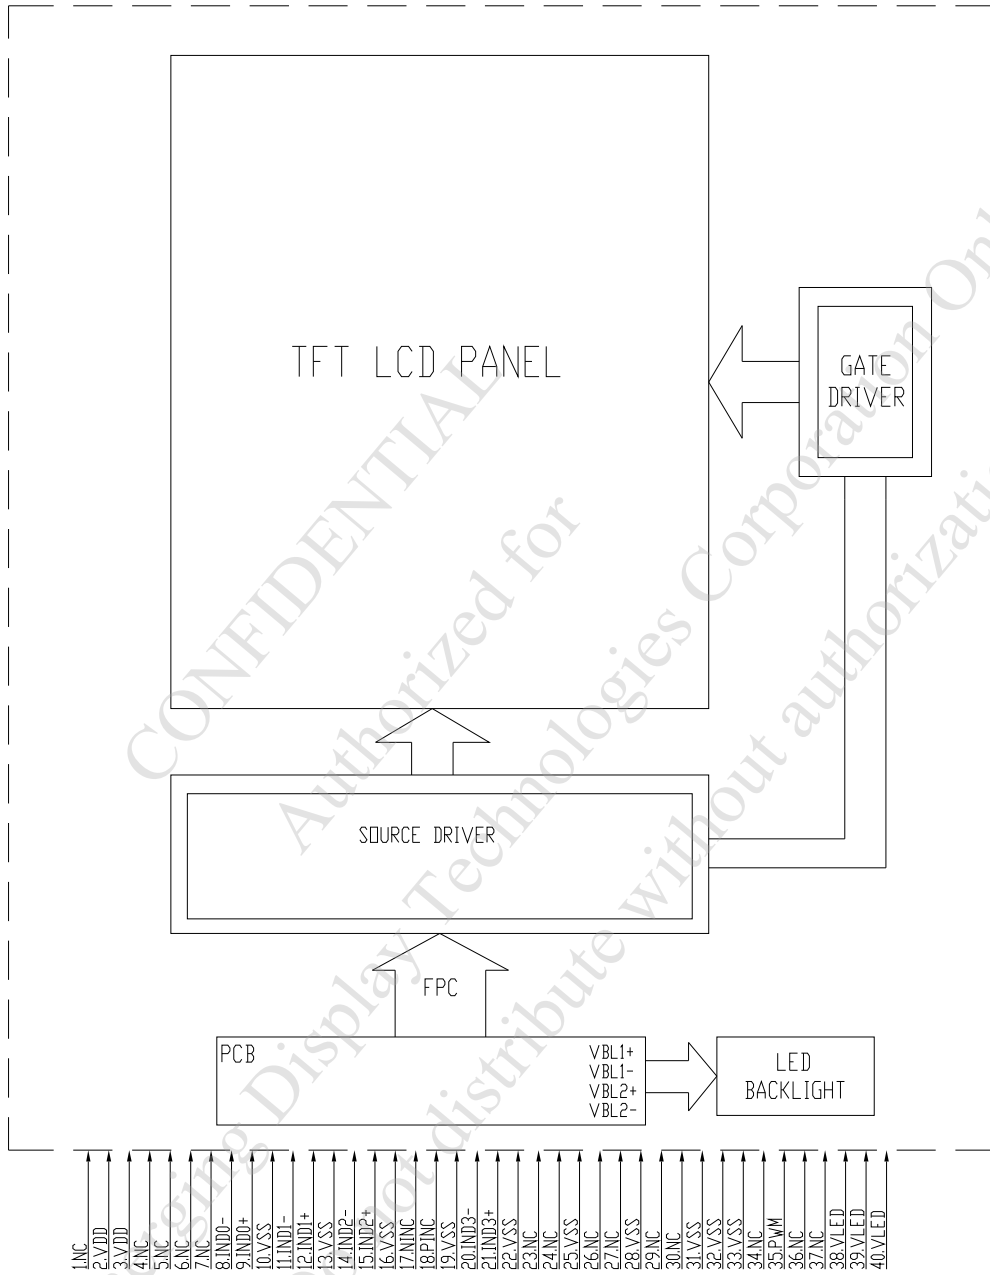 TFT LCD PANEL
GATE
DRIVER
SOURCE DRIVER
FPC
PCB
VBL1+
VBL1-
VBL2+
VBL2-
LED
BACKLIGHT
1.NC
2.VDD
3.VDD
4.NC
5.NC
6.NC
7.NC
8.IND0-
9.IND0+
10.VSS
11.IND1-
12.IND1+
13.VSS
14.IND2-
15.IND2+
16.VSS
17.NINC
18.PINC
19.VSS
20.IND3-
21.IND3+
22.VSS
23.NC
24.NC
25.VSS
26.NC
27.NC
28.VSS
29.NC
30.NC
31.VSS
32.VSS
33.VSS
34.NC
35.PWM
36.NC
37.NC
38.VLED
39.VLED
40.VLED
CONFIDENTIAL
Authorized for
Display Technologies Corporation
not distribute without